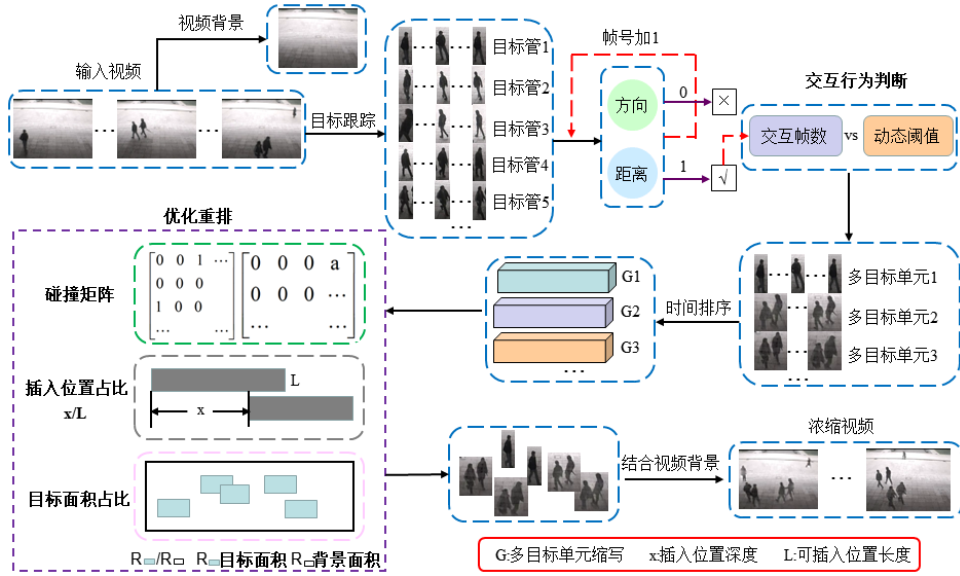 视频背景
输入视频
目标跟踪
目标管1
目标管2
目标管3
目标管4
目标管5
...
帧号加1
方向
距离
0
×
1
√
交互行为判断
交互帧数 vs 动态阈值
多目标单元1
多目标单元2
多目标单元3
...
时间排序
G1
G2
G3
...
优化重排
碰撞矩阵
0 0 1 ...
0 0 0
1 0 0
... ...
0 0 0 a
0 0 0 ...
... ...
插入位置占比
x/L
L
x
目标面积占比
R/R R目标面积 R背景面积
结合视频背景
浓缩视频
G:多目标单元缩写 x:插入位置深度 L:可插入位置长度